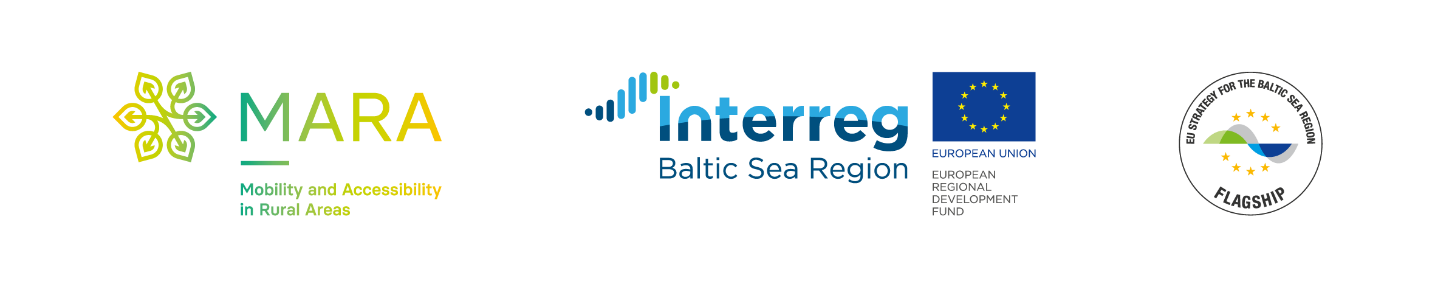 MARA
Mobility and Accessibility
in Rural Areas
Interreg
Baltic Sea Region
EUROPEAN UNION
EUROPEAN
REGIONAL
DEVELOPMENT
FUND
EU STRATEGY FOR THE BALTIC SEA REGION
FLAGSHIP